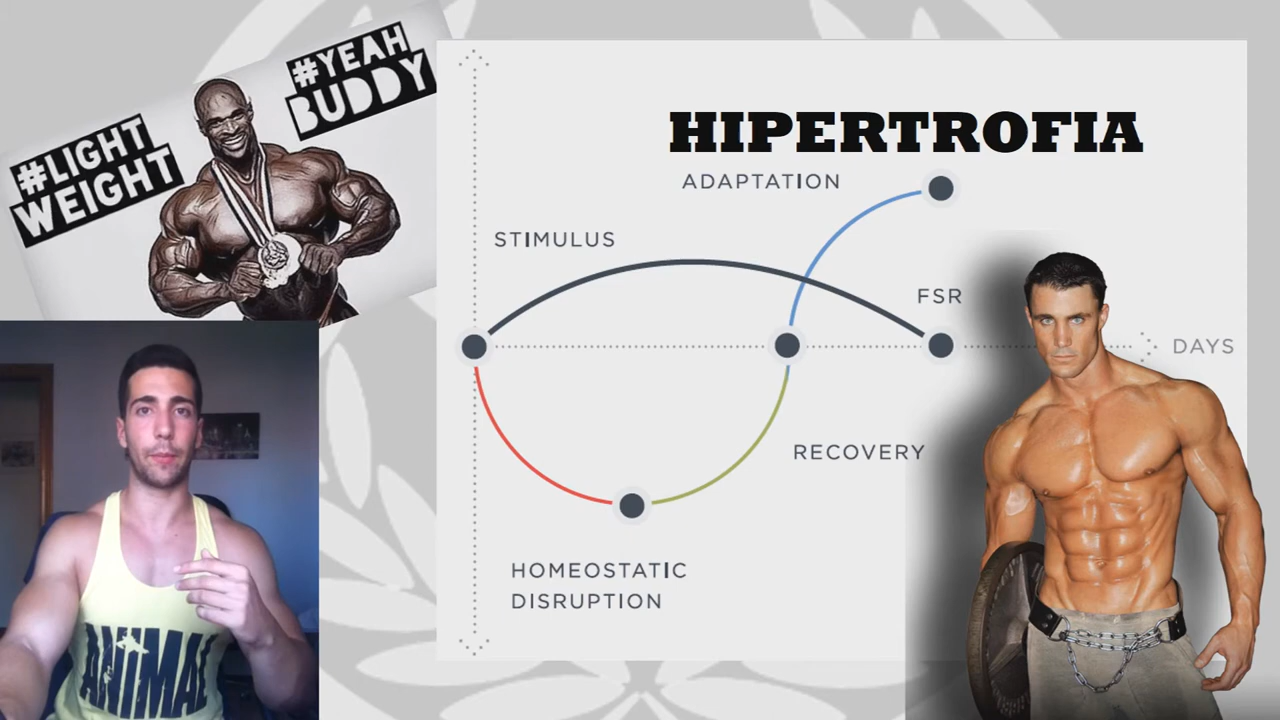 #LIGHT
WEIGHT
#YEAH
BUDDY
HIPERTROFIA
ADAPTATION
STIMULUS
FSR
DAYS
RECOVERY
HOMEOSTATIC
DISRUPTION
ANIMAL